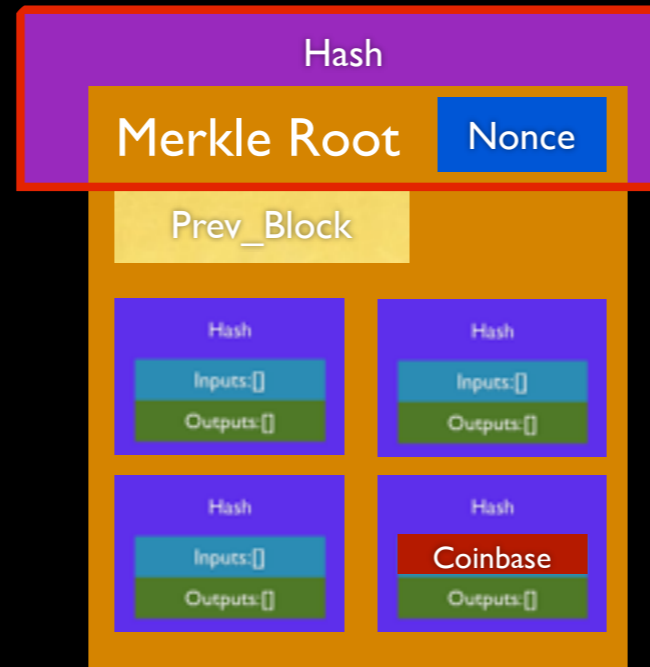 Hash
Merkle Root Nonce
Prev_Block
Hash Hash
Inputs:[] Inputs:[]
Outputs:[] Outputs:[]
Hash Hash
Inputs:[] Coinbase
Outputs:[] Outputs:[]